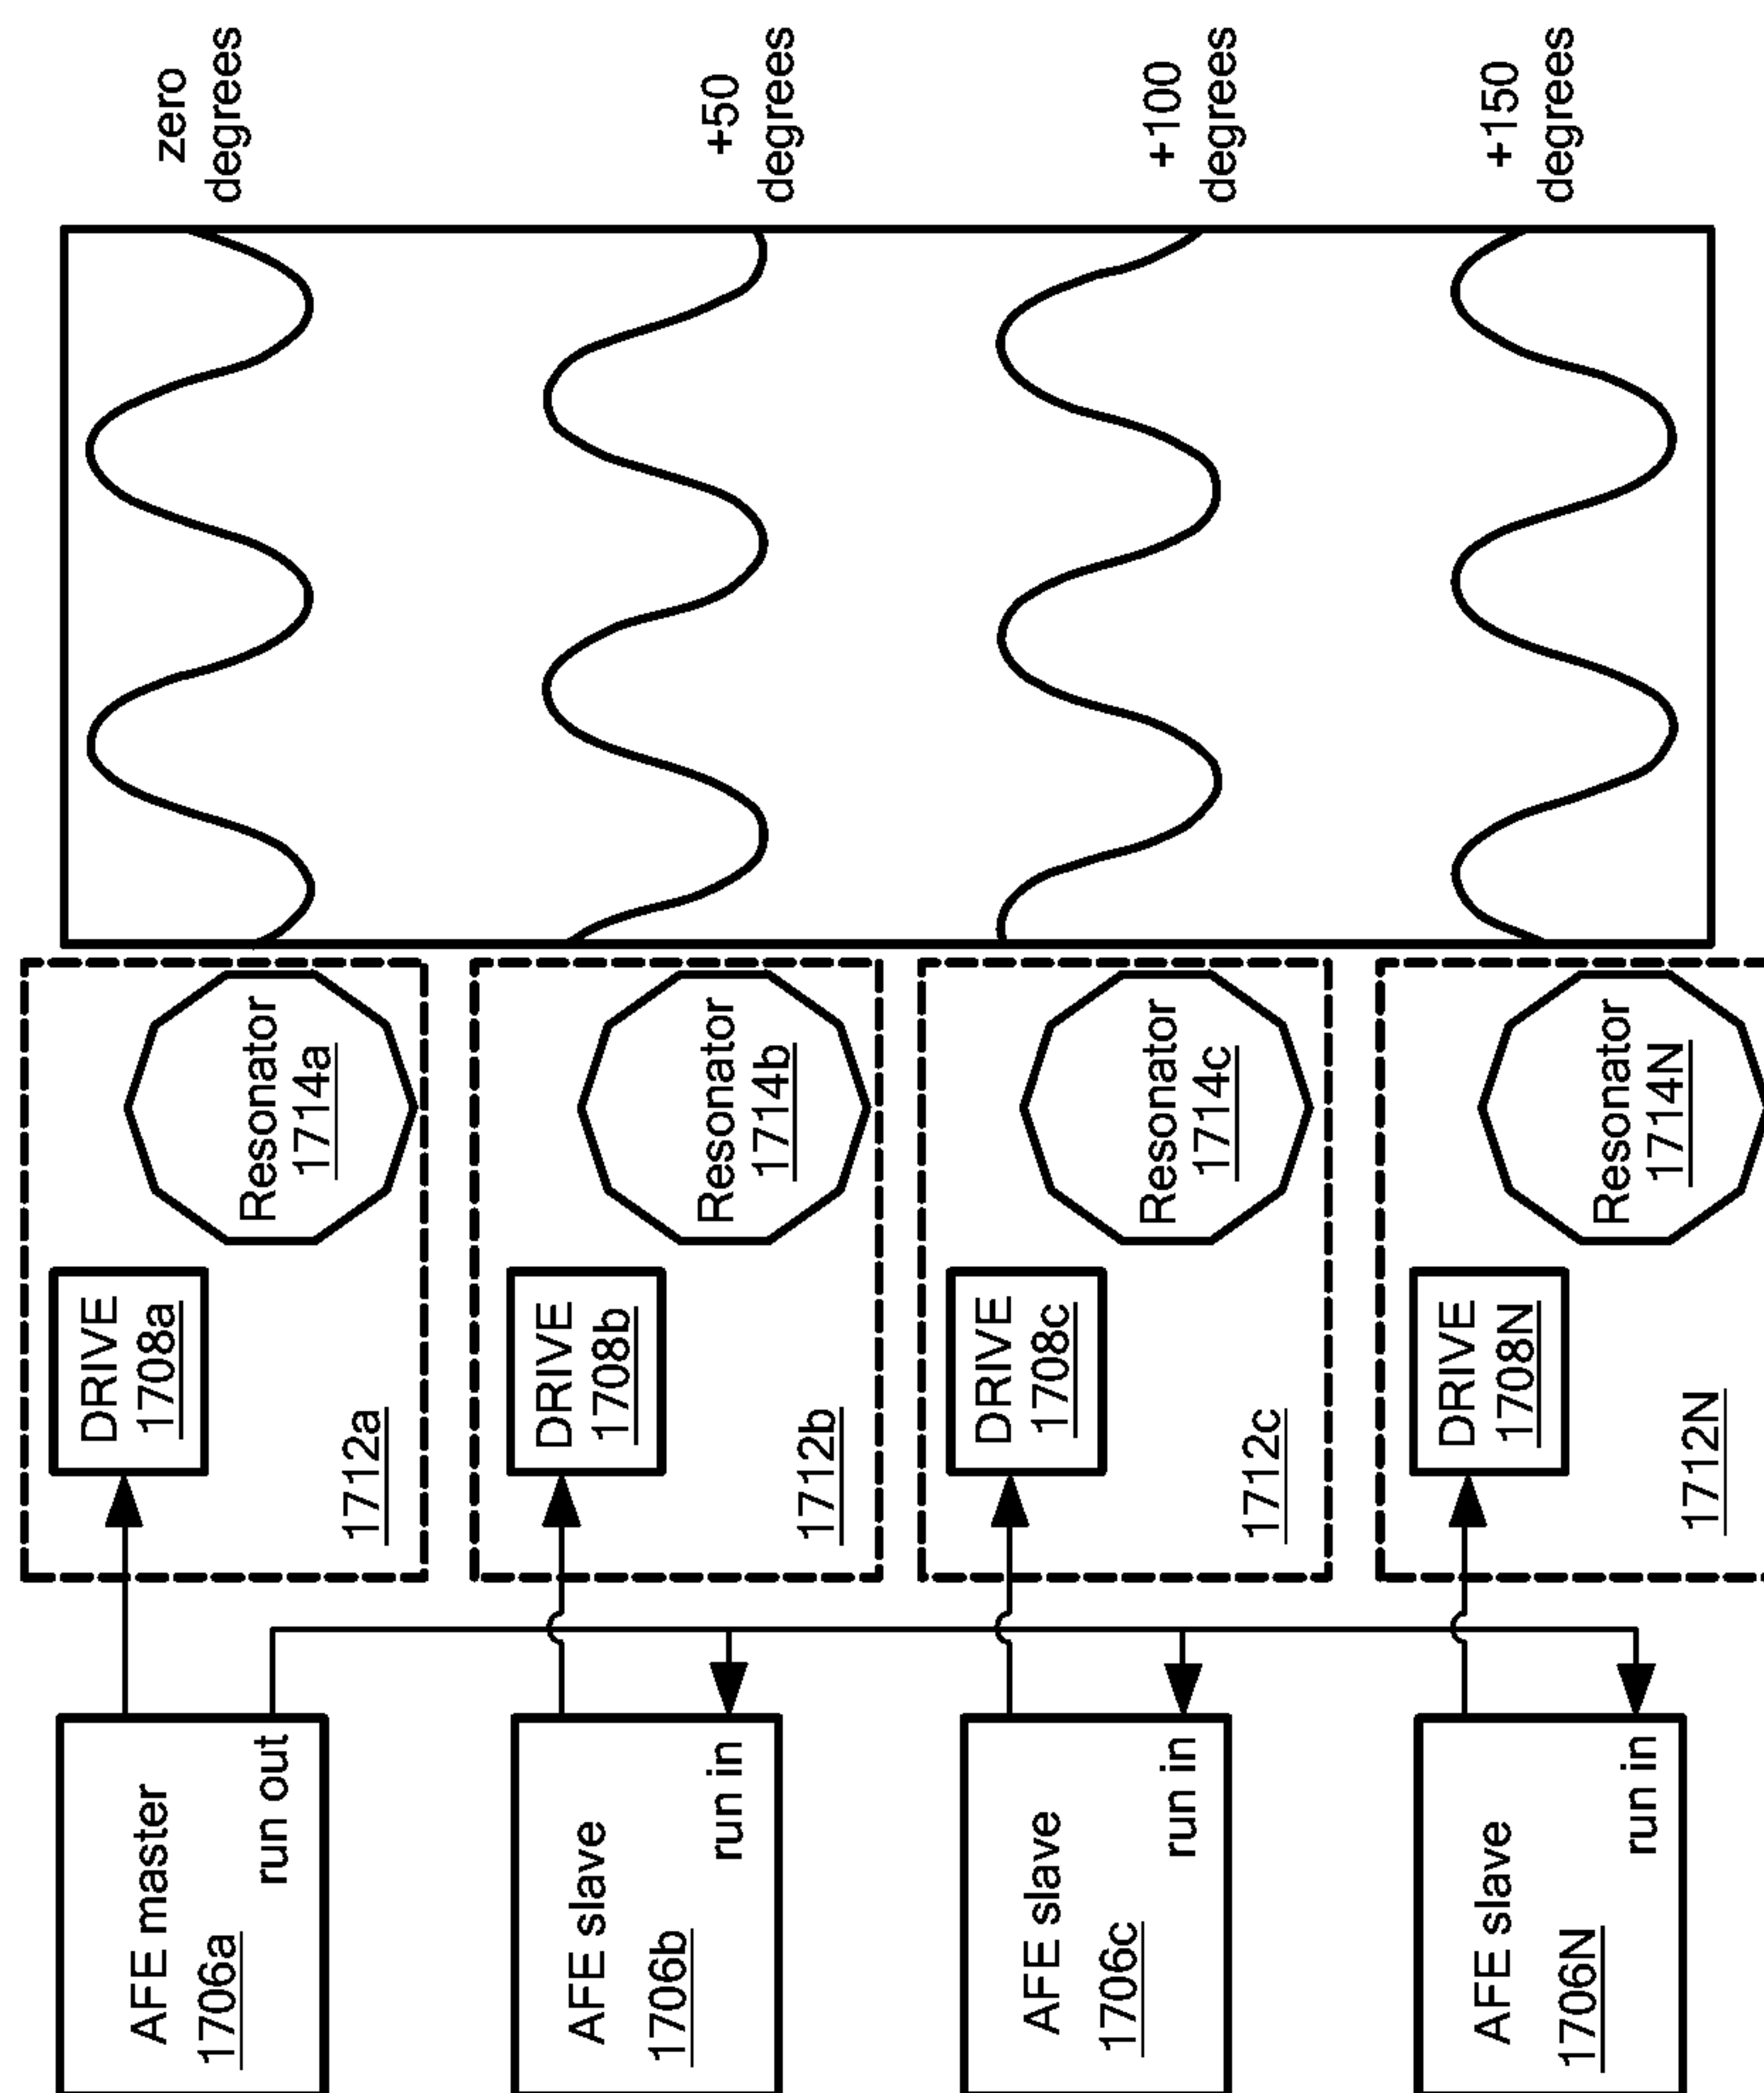 AFE master
1706a
run out
DRIVE
1708a
1712a
Resonator
1714a
zero
degrees
AFE slave
1706b
run in
DRIVE
1708b
1712b
Resonator
1714b
+50
degrees
AFE slave
1706c
run in
DRIVE
1708c
1712c
Resonator
1714c
+100
degrees
AFE slave
1706N
run in
DRIVE
1708N
1712N
Resonator
1714N
+150
degrees